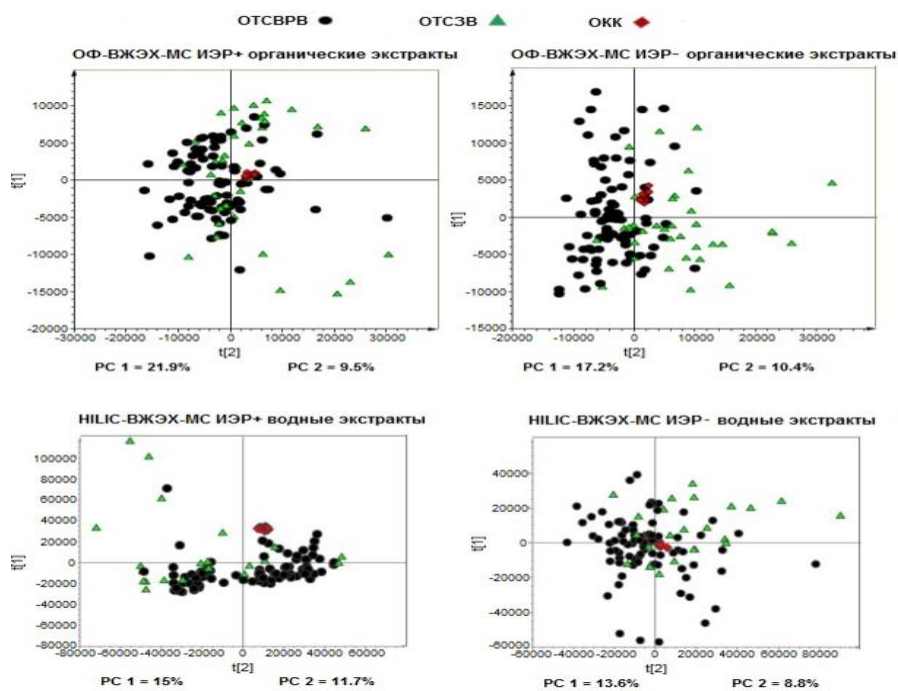 ОТСВРВ ОТСЗВ ОКК
ОФ-ВЖЭХ-МС ИЭР+ органические экстракты
10000
5000
0
-5000
-10000
-15000
-20000
t[1]
-30000 -20000 -10000 0 10000 20000 30000 40000
t[2]
PC 1 = 21.9% PC 2 = 9.5%
ОФ-ВЖЭХ-МС ИЭР- органические экстракты
15000
10000
5000
0
-5000
-10000
-15000
t[1]
-20000 -10000 0 10000 20000 30000
t[2]
PC 1 = 17.2% PC 2 = 10.4%
HILIC-ВЖЭХ-МС ИЭР+ водные экстракты
100000
80000
60000
40000
20000
0
-20000
-40000
-60000
-80000
t[1]
-80000 -60000 -40000 -20000 0 20000 40000 60000
t[2]
PC 1 = 15% PC 2 = 11.7%
HILIC-ВЖЭХ-МС ИЭР- водные экстракты
40000
20000
0
-20000
-40000
-60000
t[1]
-60000 -40000 -20000 0 20000 40000 60000 80000
t[2]
PC 1 = 13.6% PC 2 = 8.8%